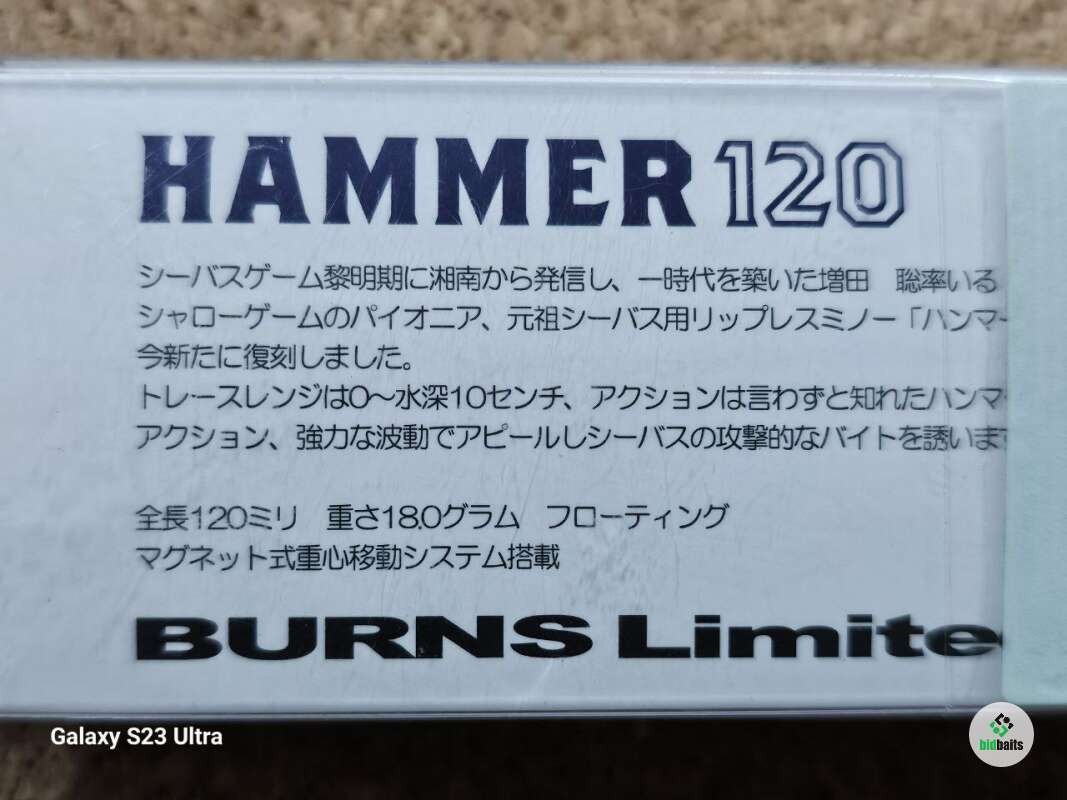 HAMMER 120
シーバスゲーム黎明期に湘南から発信し、一時代を築いた増田 聡率いる
シャローゲームのパイオニア、元祖シーバス用リップレスミノー「ハンマー
今新たに復刻しました。
トレースレンジは0〜水深10センチ、アクションは言わずと知れたハンマー
アクション、強力な波動でアピールしシーバスの攻撃的なバイトを誘います
全長120ミリ 重さ18.0グラム フローティング
マグネット式重心移動システム搭載
BURNS Limite
Galaxy S23 Ultra
bidbaits